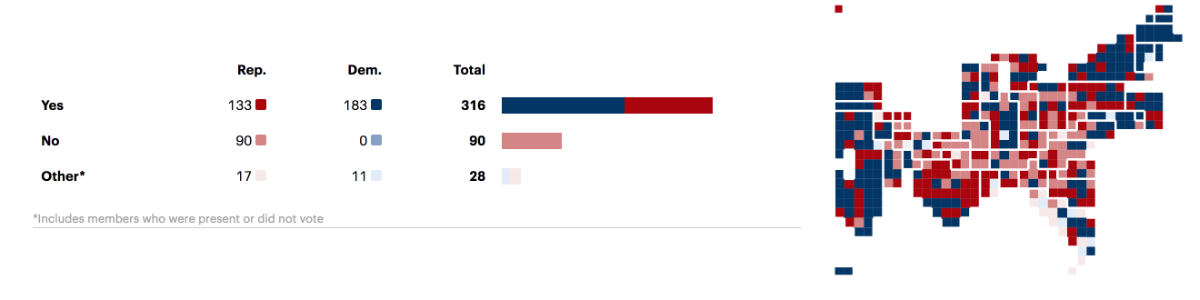 Rep. Dem. Total
Yes 133 183 316
No 90 0 90
Other* 17 11 28
*Includes members who were present or did not vote